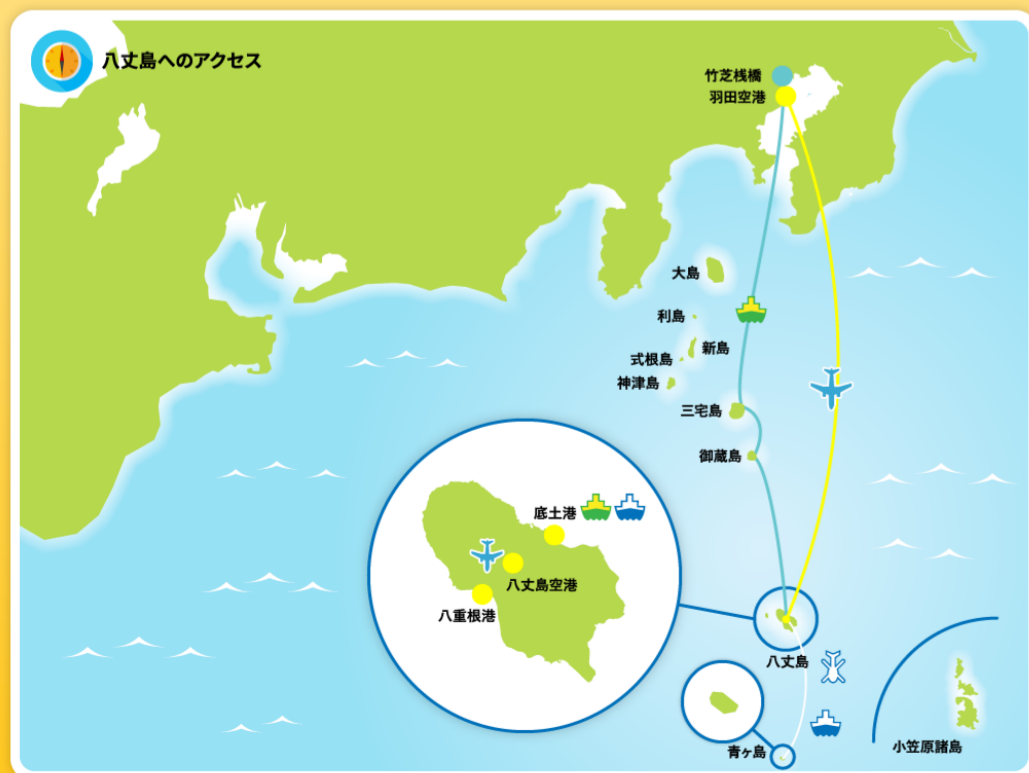 八丈島へのアクセス
竹芝桟橋
羽田空港
大島
利島
新島
式根島
神津島
三宅島
御蔵島
底土港
八丈島空港
八重根港
八丈島
青ヶ島
小笠原諸島